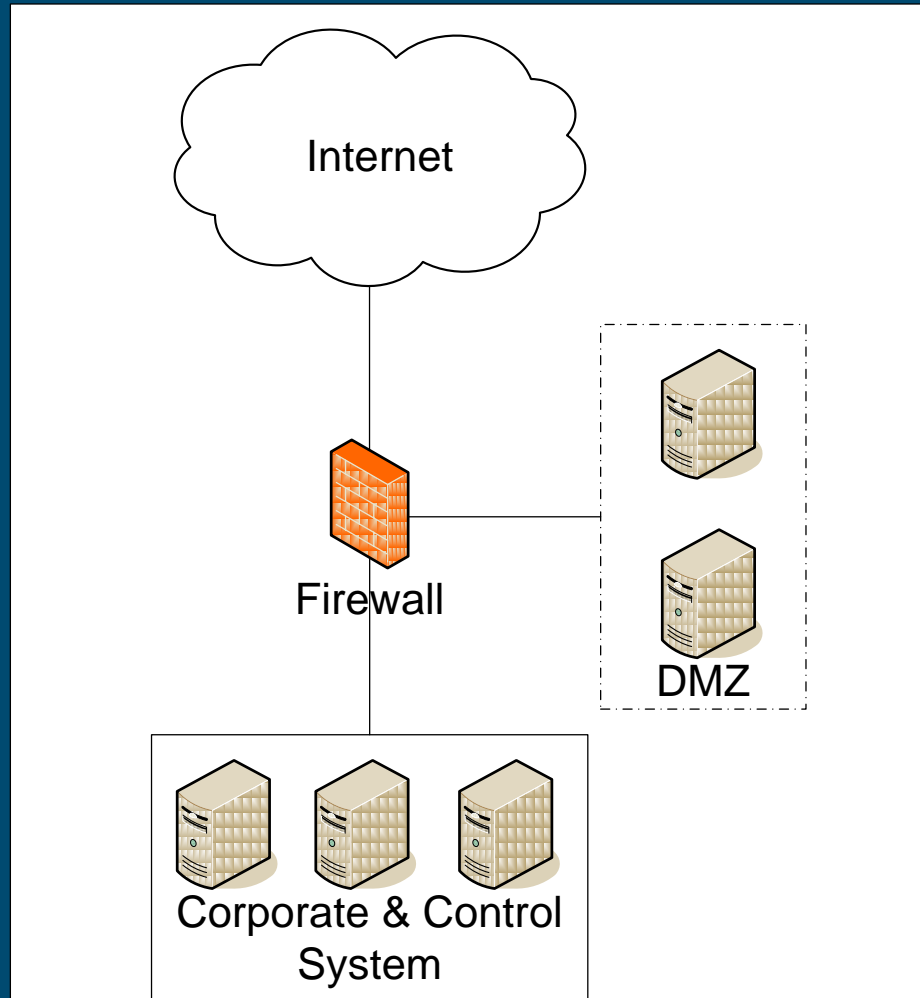 Internet
Firewall
DMZ
Corporate & Control
System